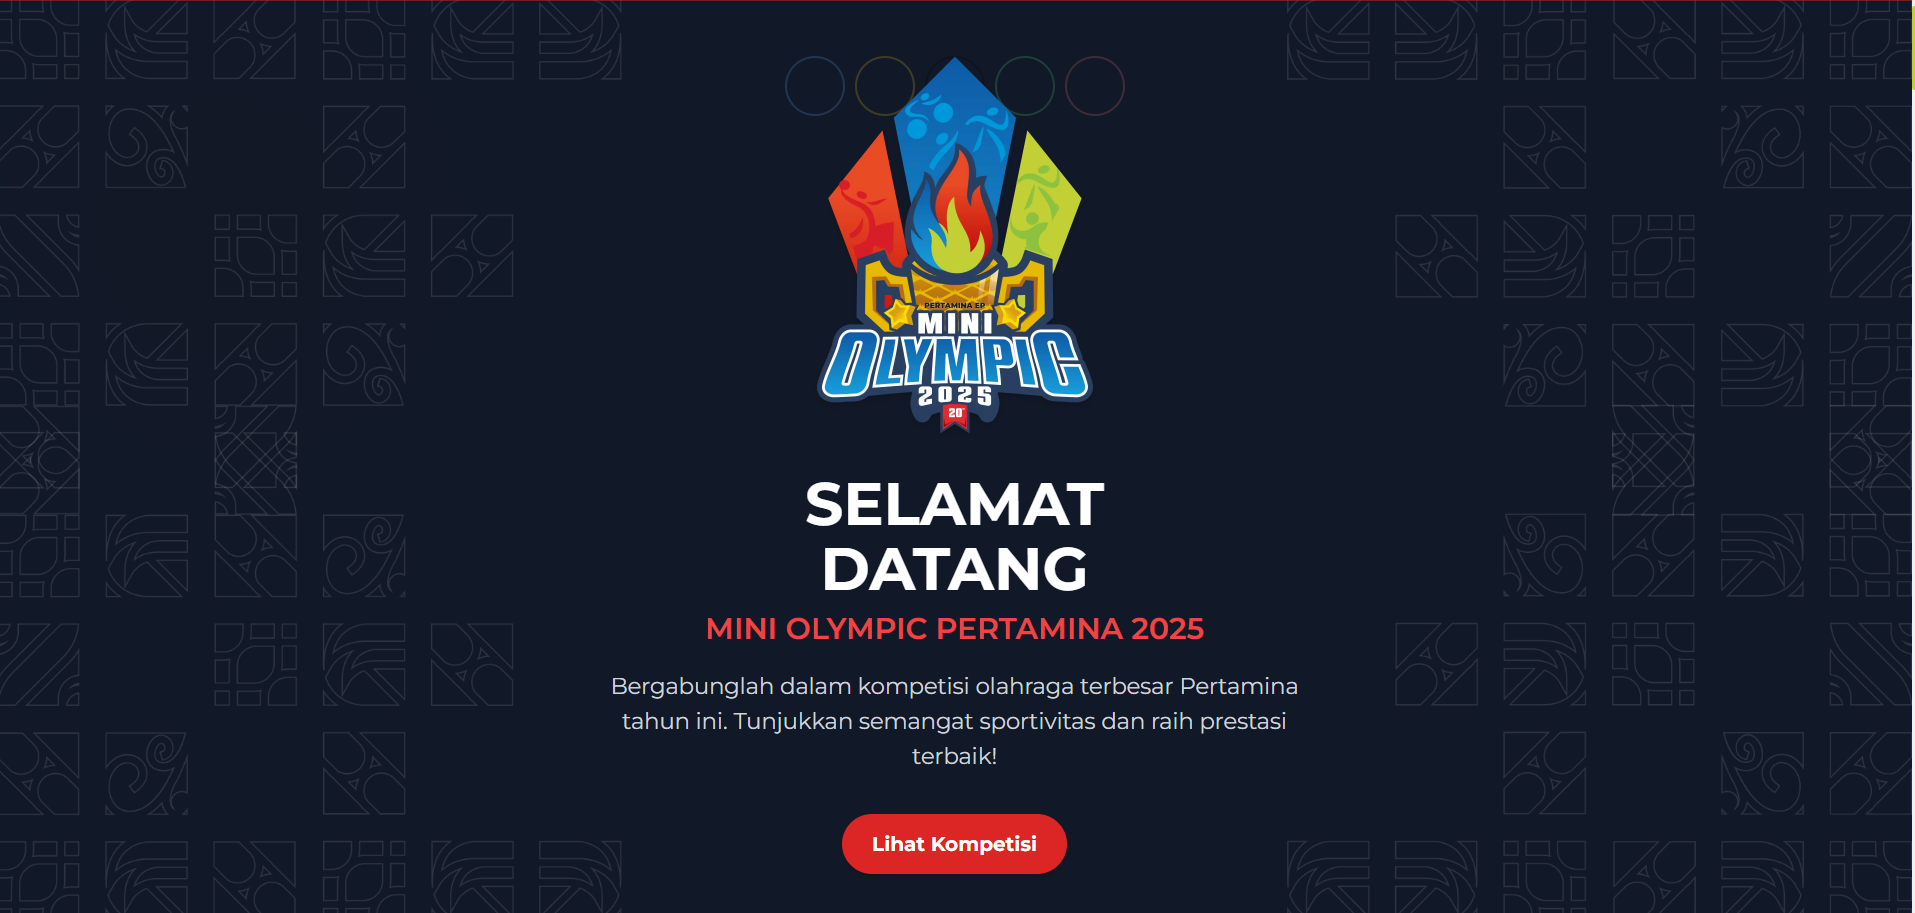 PERTAMINA EP
MINI
OLYMPIC
2025
20
SELAMAT
DATANG
MINI OLYMPIC PERTAMINA 2025
Bergabunglah dalam kompetisi olahraga terbesar Pertamina
tahun ini. Tunjukkan semangat sportivitas dan raih prestasi
terbaik!
Lihat Kompetisi